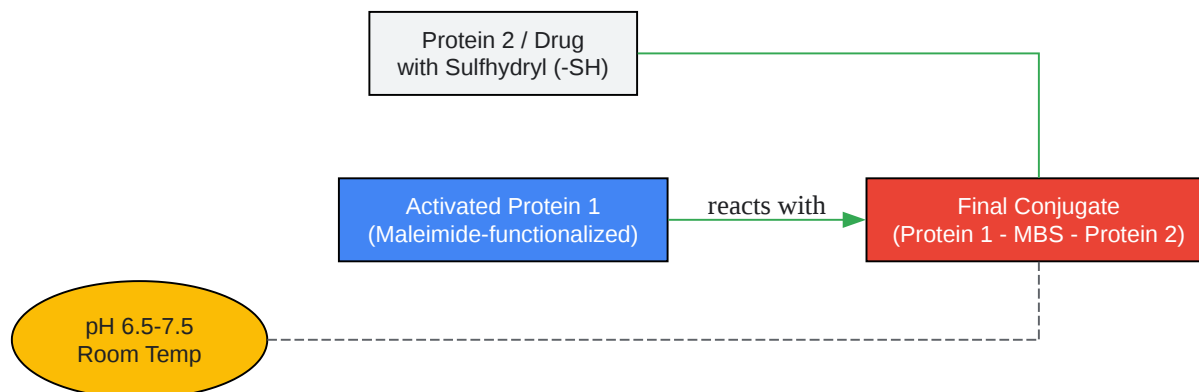 Protein 2 / Drug
with Sulfhydryl (-SH)
Activated Protein 1
(Maleimide-functionalized)
reacts with
Final Conjugate
(Protein 1 - MBS - Protein 2)
pH 6.5-7.5
Room Temp